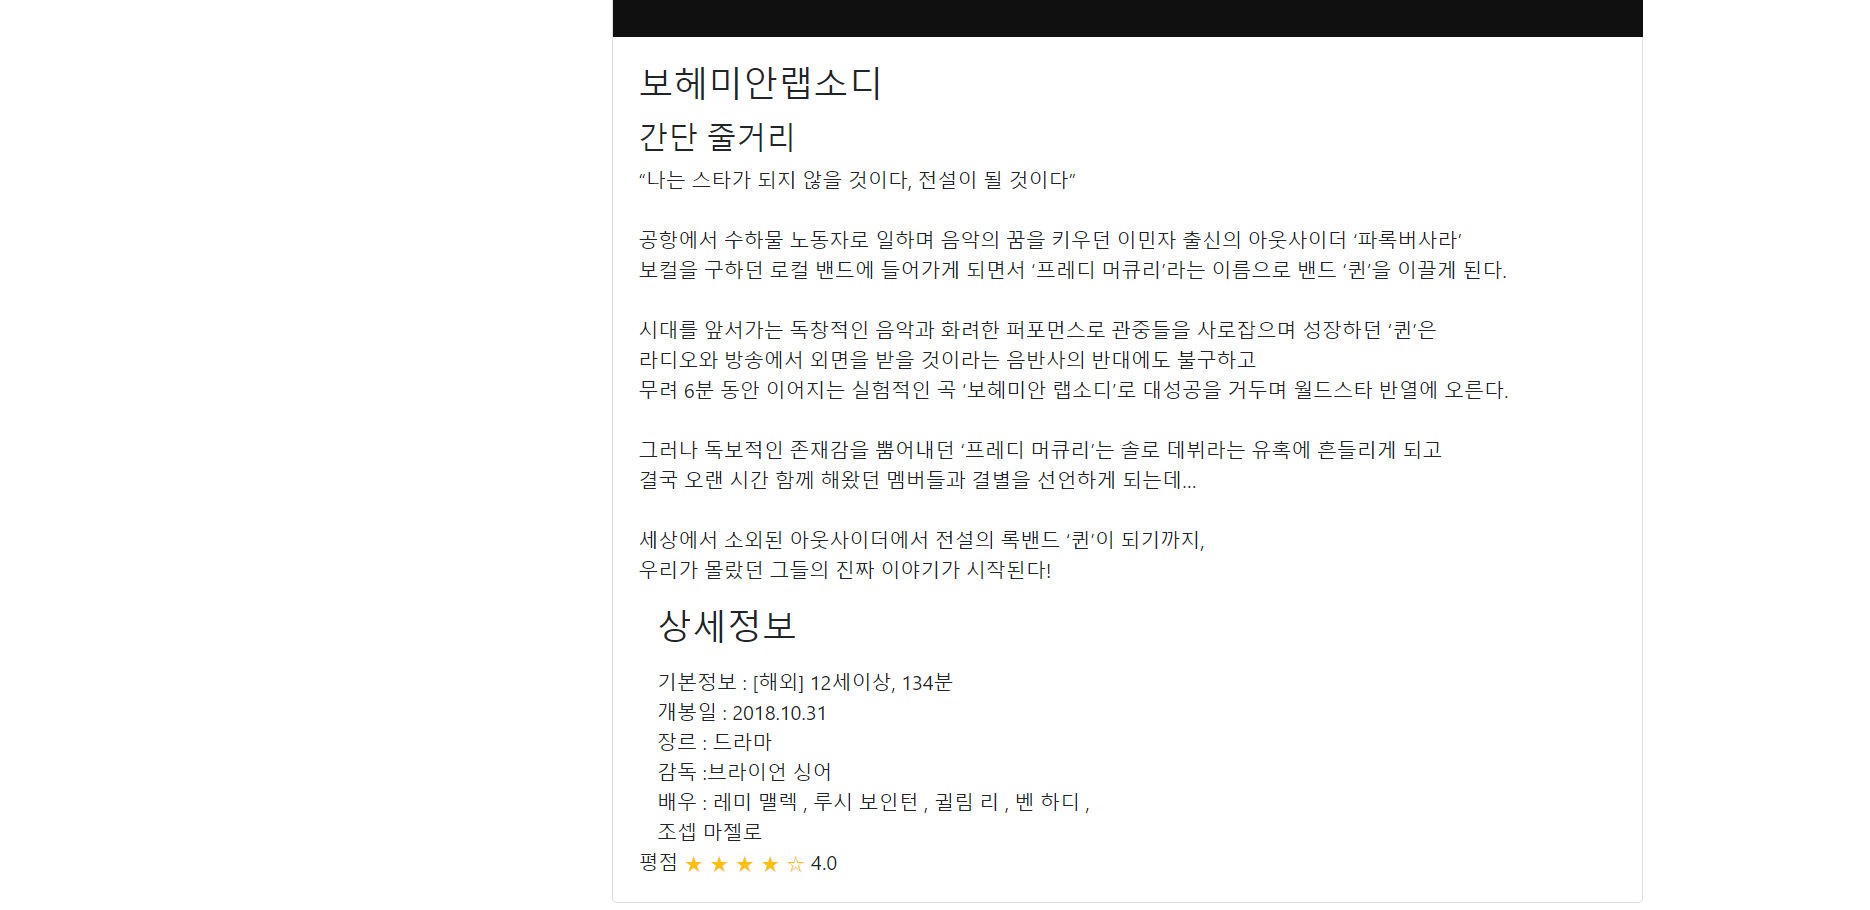 보헤미안랩소디
간단 줄거리
“나는 스타가 되지 않을 것이다, 전설이 될 것이다”
공항에서 수하물 노동자로 일하며 음악의 꿈을 키우던 이민자 출신의 아웃사이더 ‘파록버사라’
보컬을 구하던 로컬 밴드에 들어가게 되면서 ‘프레디 머큐리’라는 이름으로 밴드 ‘퀸’을 이끌게 된다.
시대를 앞서가는 독창적인 음악과 화려한 퍼포먼스로 관중들을 사로잡으며 성장하던 ‘퀸’은
라디오와 방송에서 외면을 받을 것이라는 음반사의 반대에도 불구하고
무려 6분 동안 이어지는 실험적인 곡 ‘보헤미안 랩소디’로 대성공을 거두며 월드스타 반열에 오른다.
그러나 독보적인 존재감을 뿜어내던 ‘프레디 머큐리’는 솔로 데뷔라는 유혹에 흔들리게 되고
결국 오랜 시간 함께 해왔던 멤버들과 결별을 선언하게 되는데…
세상에서 소외된 아웃사이더에서 전설의 록밴드 ‘퀸’이 되기까지,
우리가 몰랐던 그들의 진짜 이야기가 시작된다!
상세정보
기본정보 : [해외] 12세이상, 134분
개봉일 : 2018.10.31
장르 : 드라마
감독 :브라이언 싱어
배우 : 레미 맬렉 , 루시 보인턴 , 귈림 리 , 벤 하디 ,
조셉 마젤로
평점 ★ ★ ★ ★ ☆ 4.0